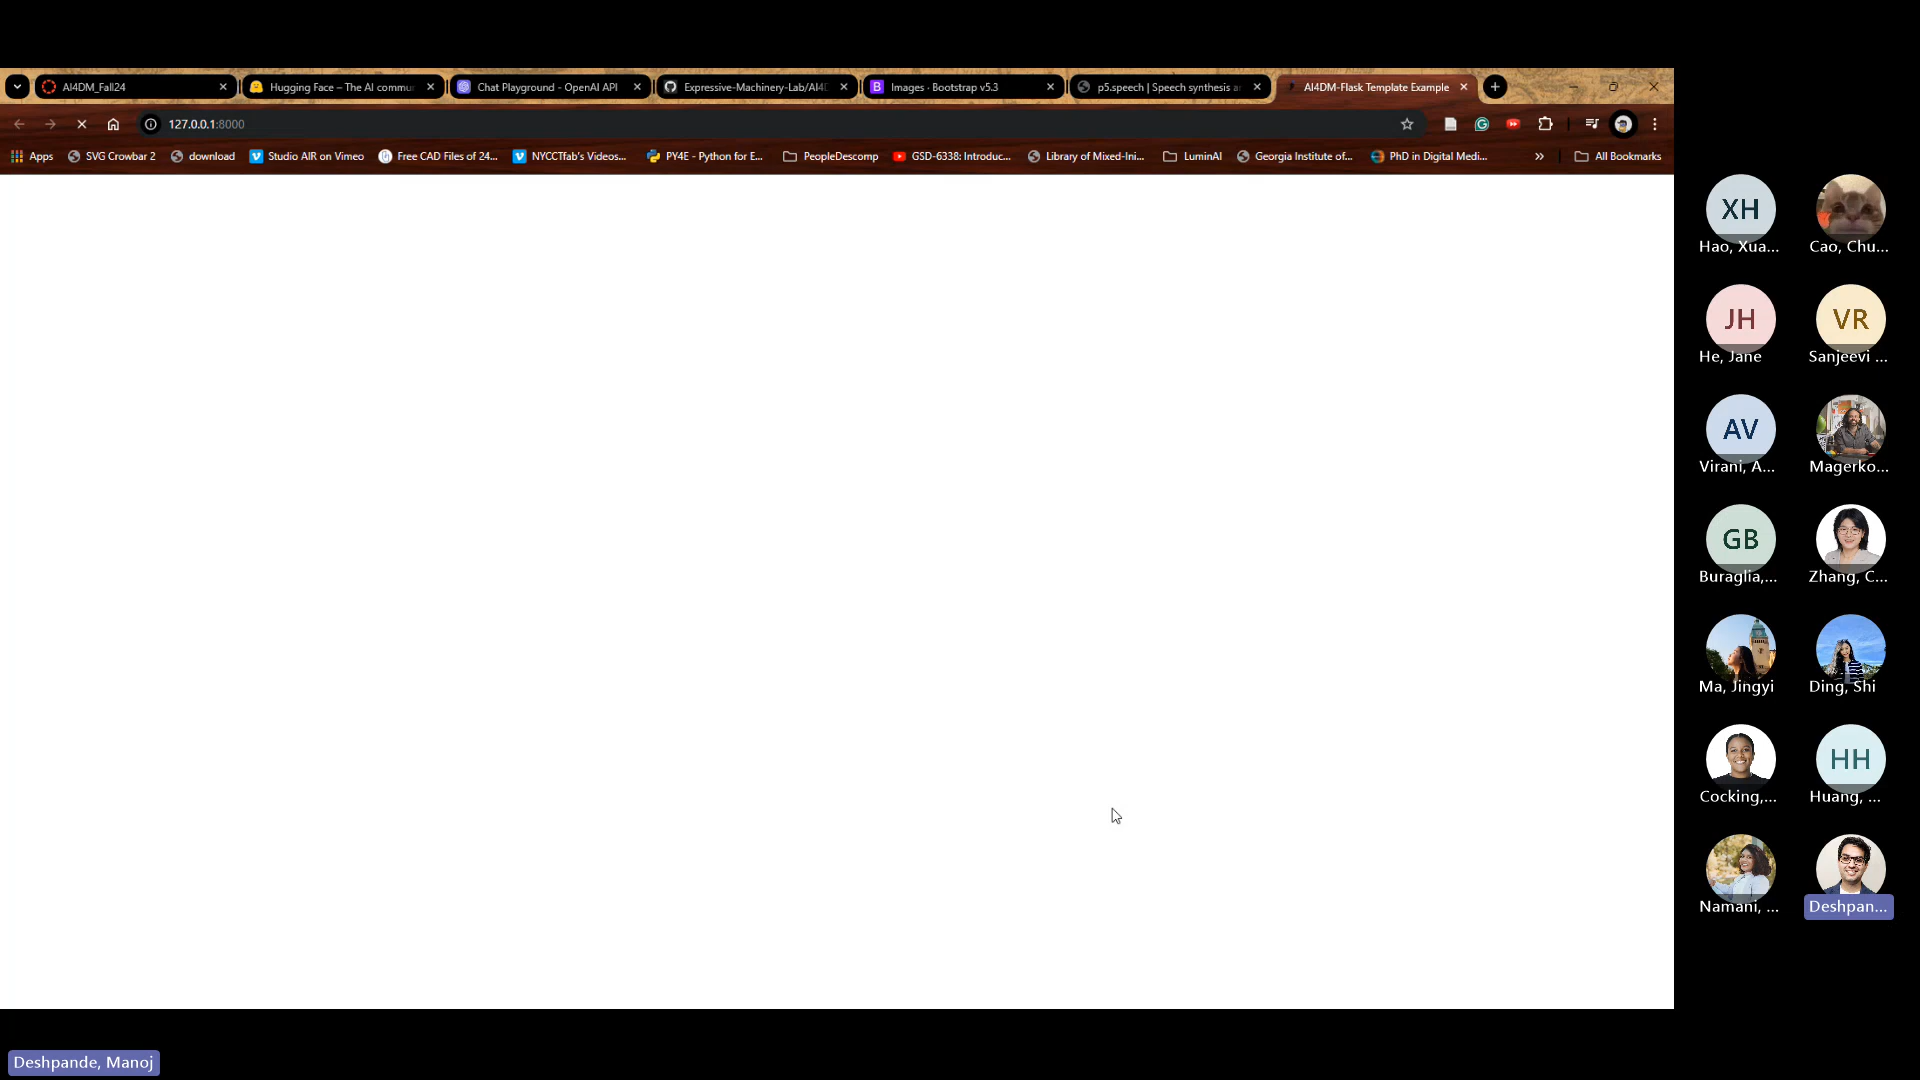 AI4DM_Fall24
Hugging Face – The AI commu
Chat Playground - OpenAI API
Expressive-Machinery-Lab/AI4D
B Images · Bootstrap v5.3
p5.speech | Speech synthesis a
AI4DM-Flask Template Example
127.0.0.1:8000
Apps
SVG Crowbar 2
download
Studio AIR on Vimeo
Free CAD Files of 24...
NYCCTfab's Videos...
PY4E - Python for E...
PeopleDescomp
GSD-6338: Introduc...
Library of Mixed-Ini...
LuminAI
Georgia Institute of...
PhD in Digital Medi...
»
All Bookmarks
XH
Hao, Xua...
Cao, Chu...
JH
He, Jane
VR
Sanjeevi ...
AV
Virani, A...
Magerko...
GB
Buraglia,...
Zhang, C...
Ma, Jingyi
Ding, Shi
Cocking,...
HH
Huang, ...
Namani, ...
Deshpan...
Deshpande, Manoj